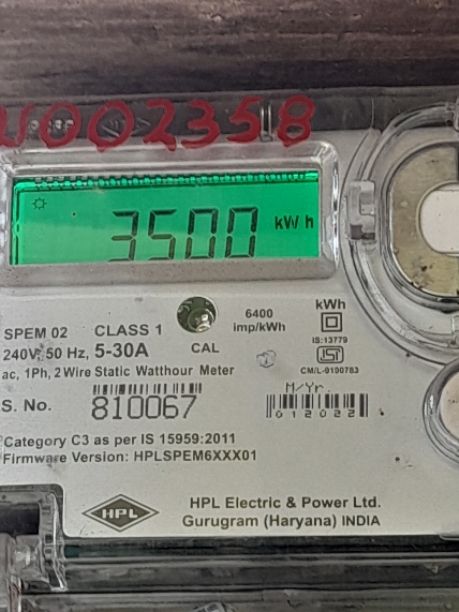 U002358
3500 kWh
6400 imp/kWh
kWh
IS:13779
SPEM 02 CLASS 1
240V, 50 Hz, 5-30A CAL
CM/L-9100783
ac, 1Ph, 2 Wire Static Watthour Meter
M/Yr.
S. No. 810067
012022
Category C3 as per IS 15959:2011
Firmware Version: HPLSPEM6XXX01
HPL
HPL Electric & Power Ltd.
Gurugram (Haryana) INDIA